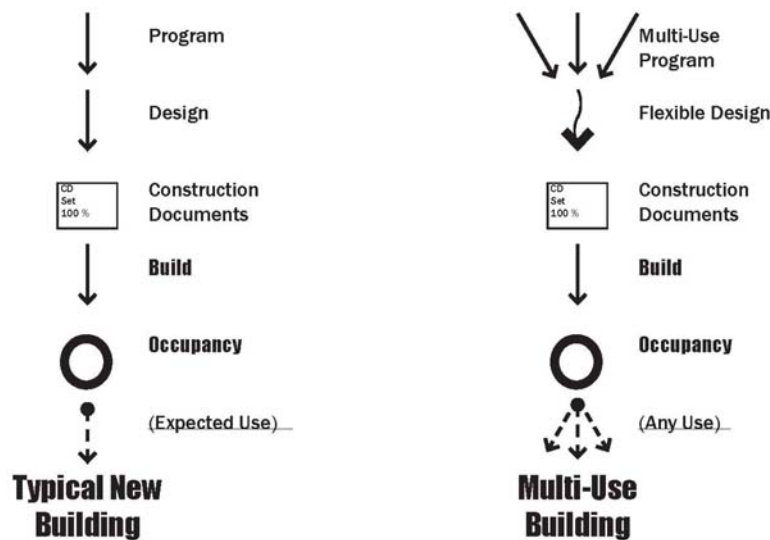 Program
Design
CD
Set
100 %
Construction
Documents
Build
Occupancy
(Expected Use)
Typical New
Building
Multi-Use
Program
Flexible Design
CD
Set
100 %
Construction
Documents
Build
Occupancy
(Any Use)
Multi-Use
Building